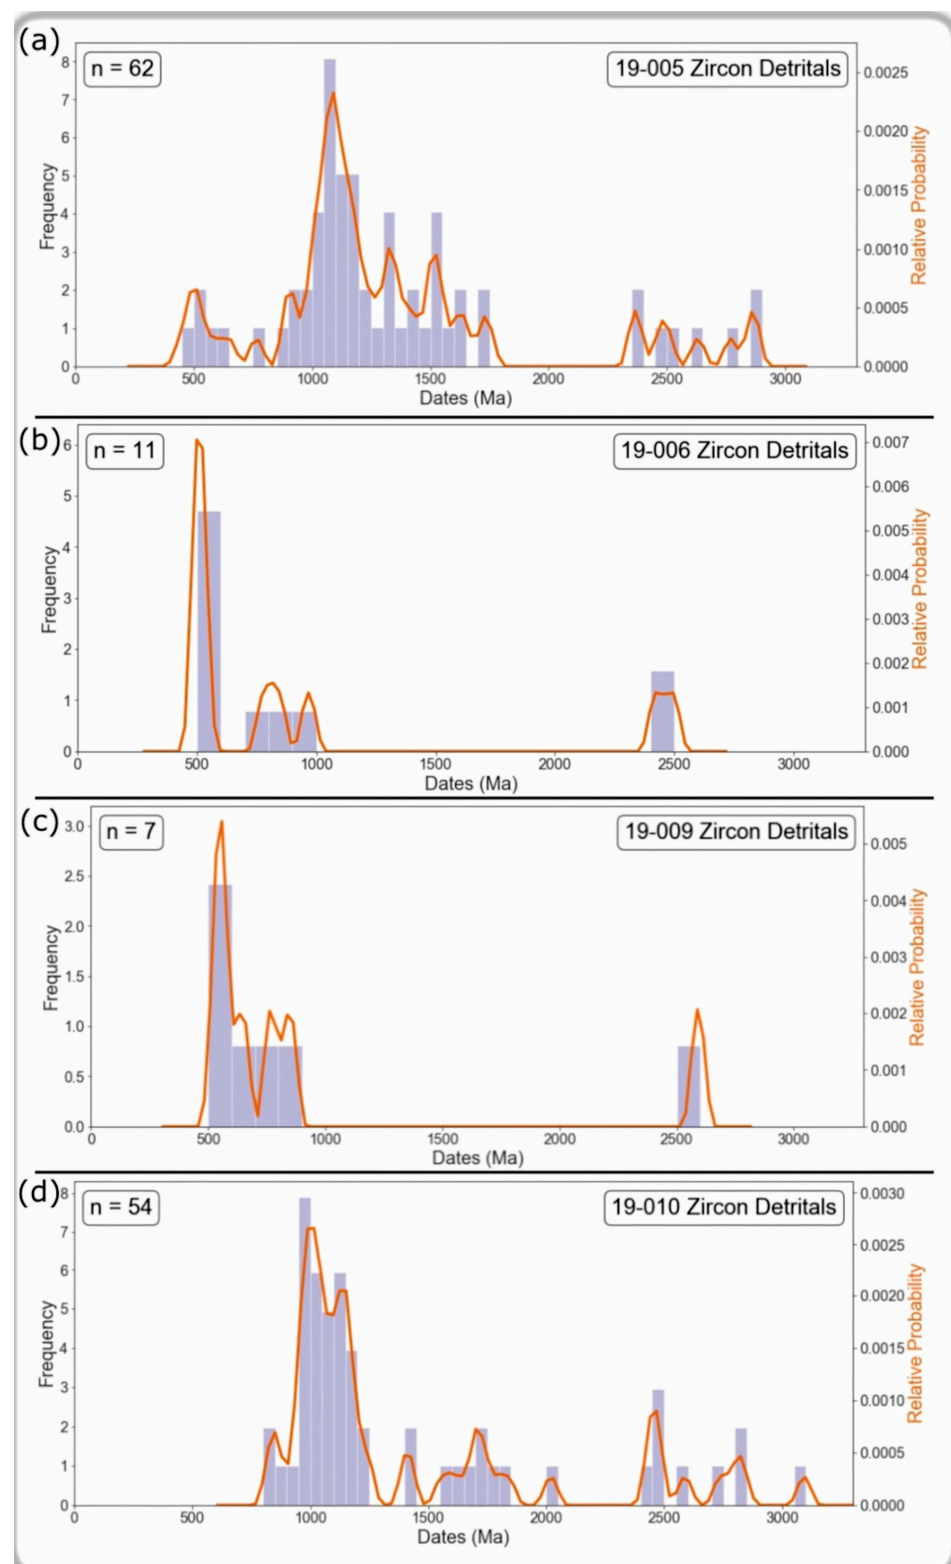 (a)
n = 62
19-005 Zircon Detritals
8
7
6
5
4
3
2
1
0
Frequency
0.0025
0.0020
0.0015
0.0010
0.0005
0.0000
Relative Probability
0 500 1000 1500 2000 2500 3000
Dates (Ma)
(b)
n = 11
19-006 Zircon Detritals
6
5
4
3
2
1
0
Frequency
0.007
0.006
0.005
0.004
0.003
0.002
0.001
0.000
Relative Probability
0 500 1000 1500 2000 2500 3000
Dates (Ma)
(c)
n = 7
19-009 Zircon Detritals
3.0
2.5
2.0
1.5
1.0
0.5
0.0
Frequency
0.005
0.004
0.003
0.002
0.001
0.000
Relative Probability
0 500 1000 1500 2000 2500 3000
Dates (Ma)
(d)
n = 54
19-010 Zircon Detritals
8
7
6
5
4
3
2
1
0
Frequency
0.0030
0.0025
0.0020
0.0015
0.0010
0.0005
0.0000
Relative Probability
0 500 1000 1500 2000 2500 3000
Dates (Ma)